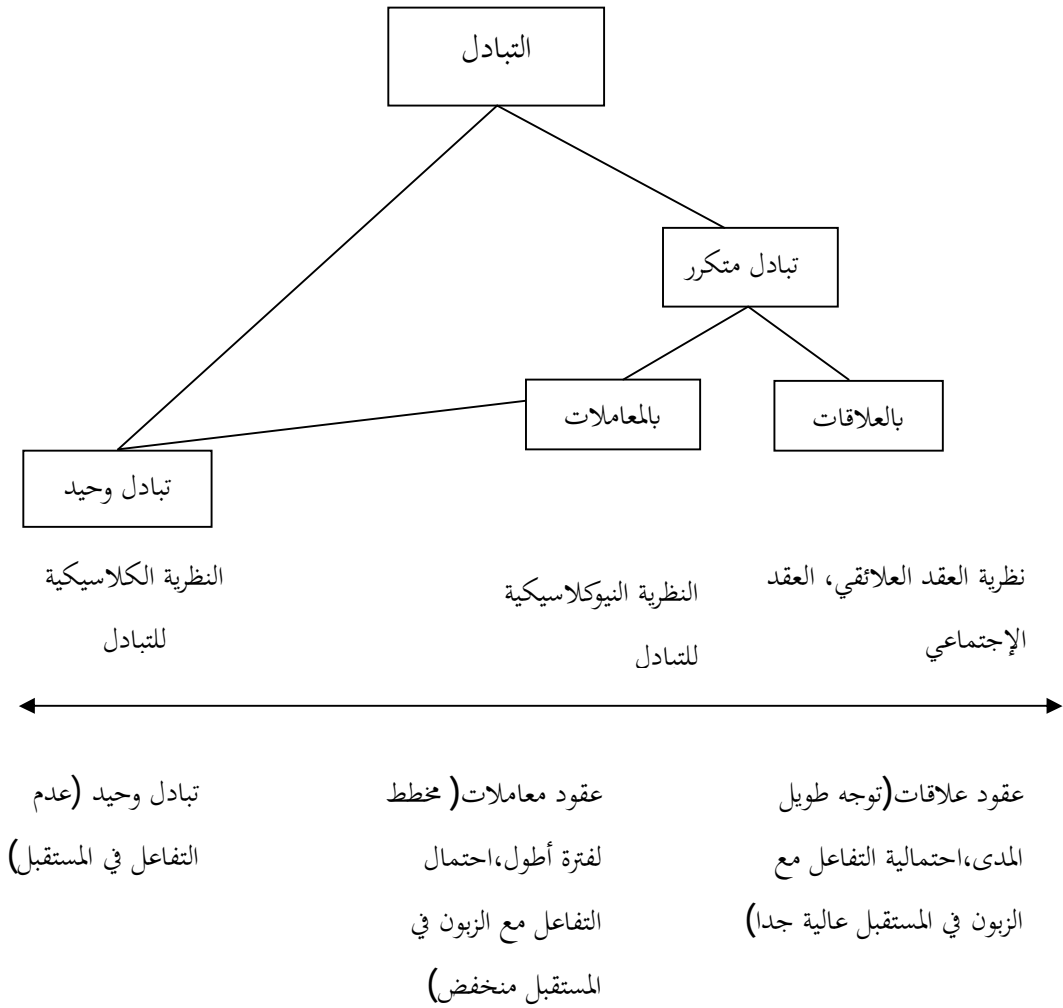 التبادل
تبادل متكرر
بالعلاقات
بالمعاملات
تبادل وحيد
نظرية العقد العلائقي، العقد
الإجتماعي
النظرية النيوكلاسيكية
للتبادل
النظرية الكلاسيكية
للتبادل
عقود علاقات(توجه طويل
المدى،احتمالية التفاعل مع
الزبون في المستقبل عالية جدا)
عقود معاملات( مخطط
لفترة أطول،احتمال
التفاعل مع الزبون في
المستقبل منخفض)
تبادل وحيد (عدم
التفاعل في المستقبل)